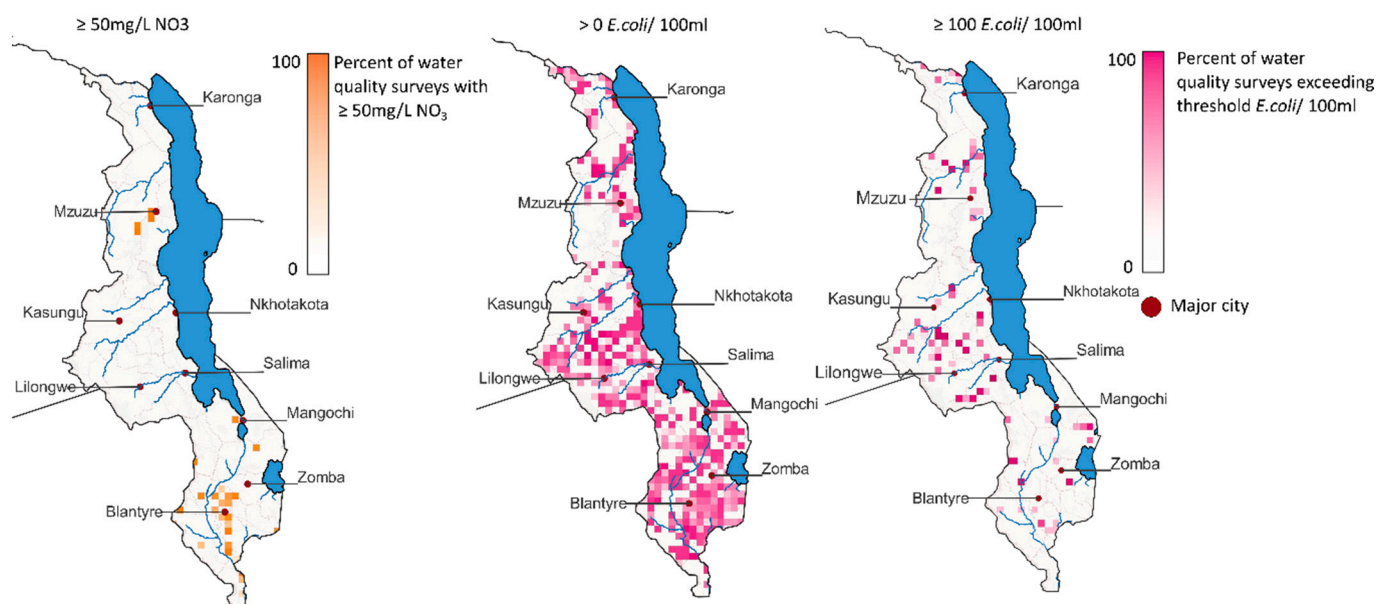 ≥ 50mg/L NO3
100
Percent of water
quality surveys with
≥ 50mg/L NO₃
0
Karonga
Mzuzu
Kasungu
Nkhotakota
Salima
Lilongwe
Mangochi
Zomba
Blantyre
> 0 E.coli/ 100ml
Karonga
Mzuzu
Kasungu
Nkhotakota
Salima
Lilongwe
Mangochi
Zomba
Blantyre
≥ 100 E.coli/ 100ml
100
Percent of water
quality surveys exceeding
threshold E.coli/ 100ml
0
Major city
Karonga
Mzuzu
Kasungu
Nkhotakota
Salima
Lilongwe
Mangochi
Zomba
Blantyre